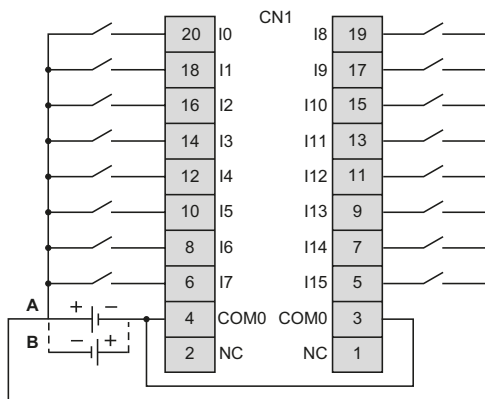 CN1
20 I0 I8 19
18 I1 I9 17
16 I2 I10 15
14 I3 I11 13
12 I4 I12 11
10 I5 I13 9
8 I6 I14 7
6 I7 I15 5
A + − 4 COM0 COM0 3
B − + 2 NC NC 1